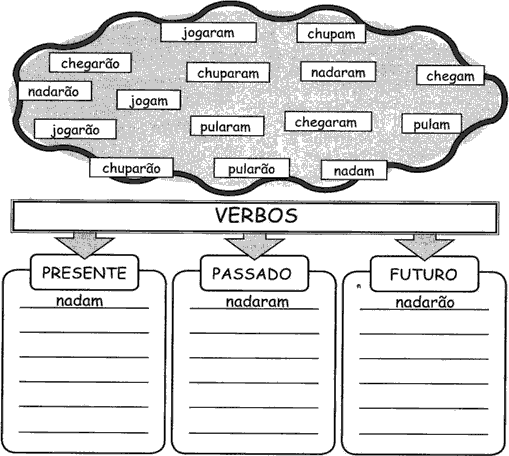 jogaram chupam
chegarão chuparam nadaram chegam
nadarão jogam
jogarão pularam chegaram pulam
chuparão pularão nadam
VERBOS
PRESENTE PASSADO FUTURO
nadam nadaram nadarão